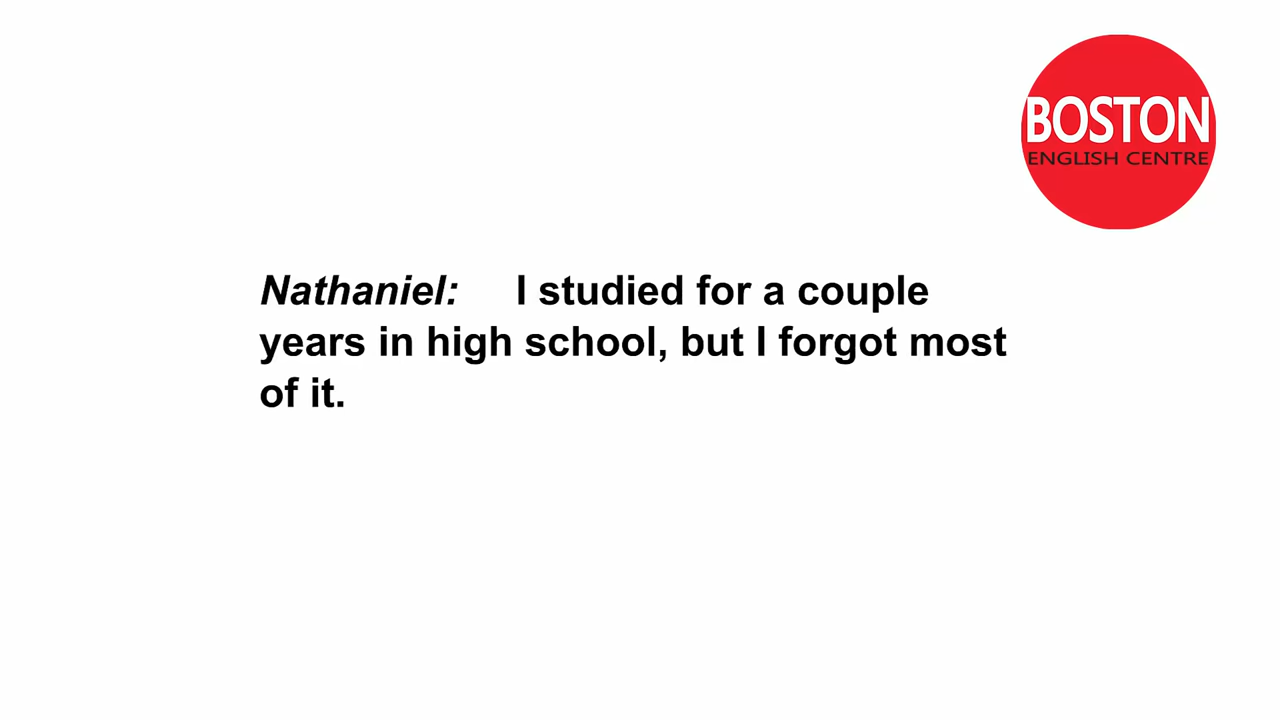 BOSTON
ENGLISH CENTRE
Nathaniel: I studied for a couple
years in high school, but I forgot most
of it.